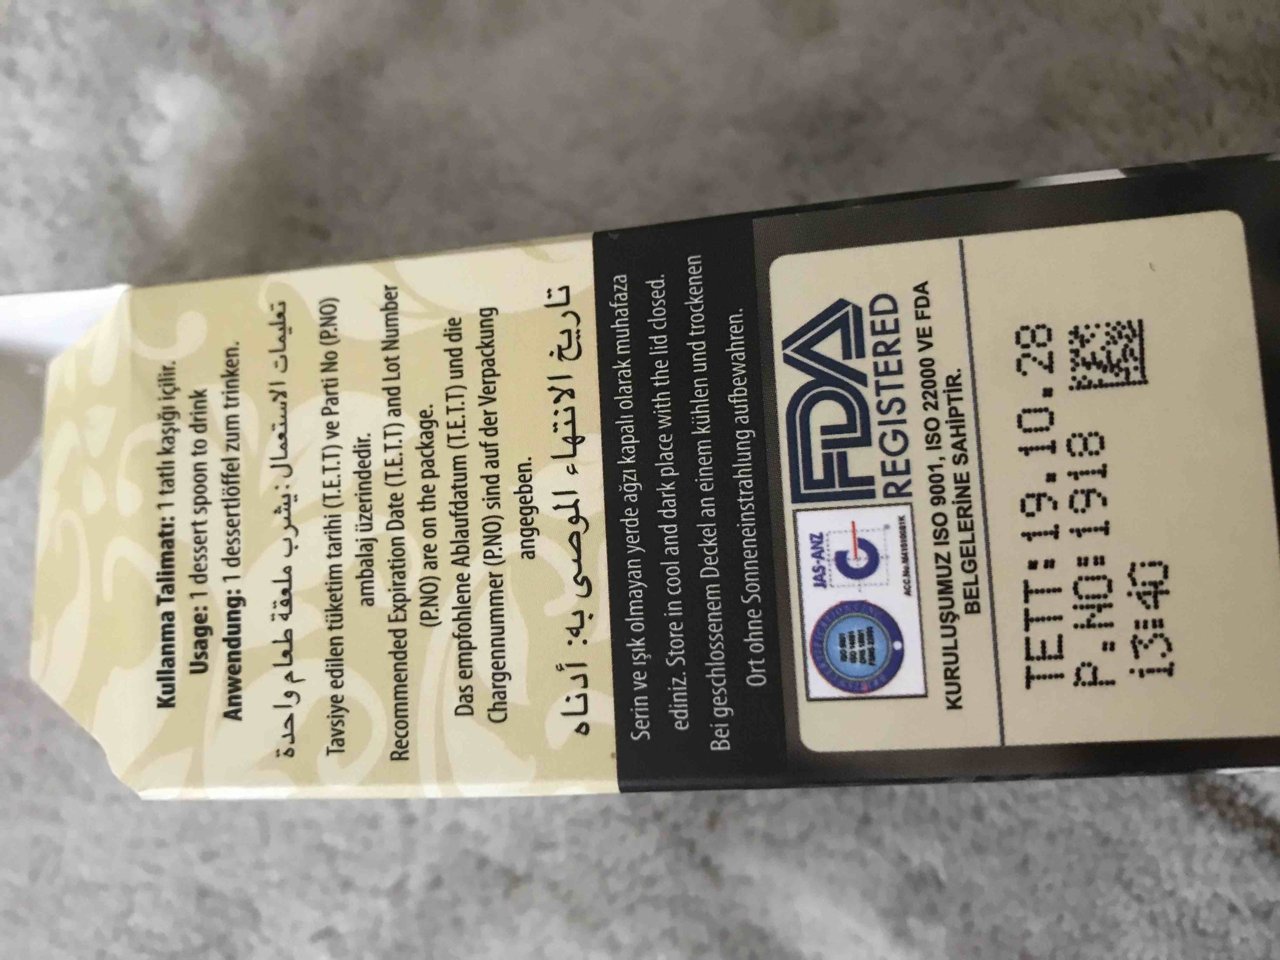 Kullanma Talimatı: 1 tatlı kaşığı içilir.
Usage: 1 dessert spoon to drink
Anwendung: 1 dessertlöffel zum trinken.
تعليمات الاستعمال: يشرب ملعقة طعام واحدة
Tavsiye edilen tüketim tarihi (T.E.T.T) ve Parti No (P.NO)
ambalaj üzerindedir.
Recommended Expiration Date (T.E.T.T) and Lot Number
(P.NO) are on the package.
Das empfohlene Ablaufdatum (T.E.T.T) und die
Chargennummer (P.NO) sind auf der Verpackung
angegeben.
تاريخ الانتهاء الموصى به: أدناه
Serin ve ışık olmayan yerde ağzı kapalı olarak muhafaza
ediniz. Store in cool and dark place with the lid closed.
Bei geschlossenem Deckel an einem kühlen und trockenen
Ort ohne Sonneneinstrahlung aufbewahren.
JAS-ANZ
C
FDA
REGISTERED
KURULUŞUMUZ ISO 9001, ISO 22000 VE FDA
BELGELERİNE SAHİPTİR.
TETT:19.10.28
P.NO:1918
13:46